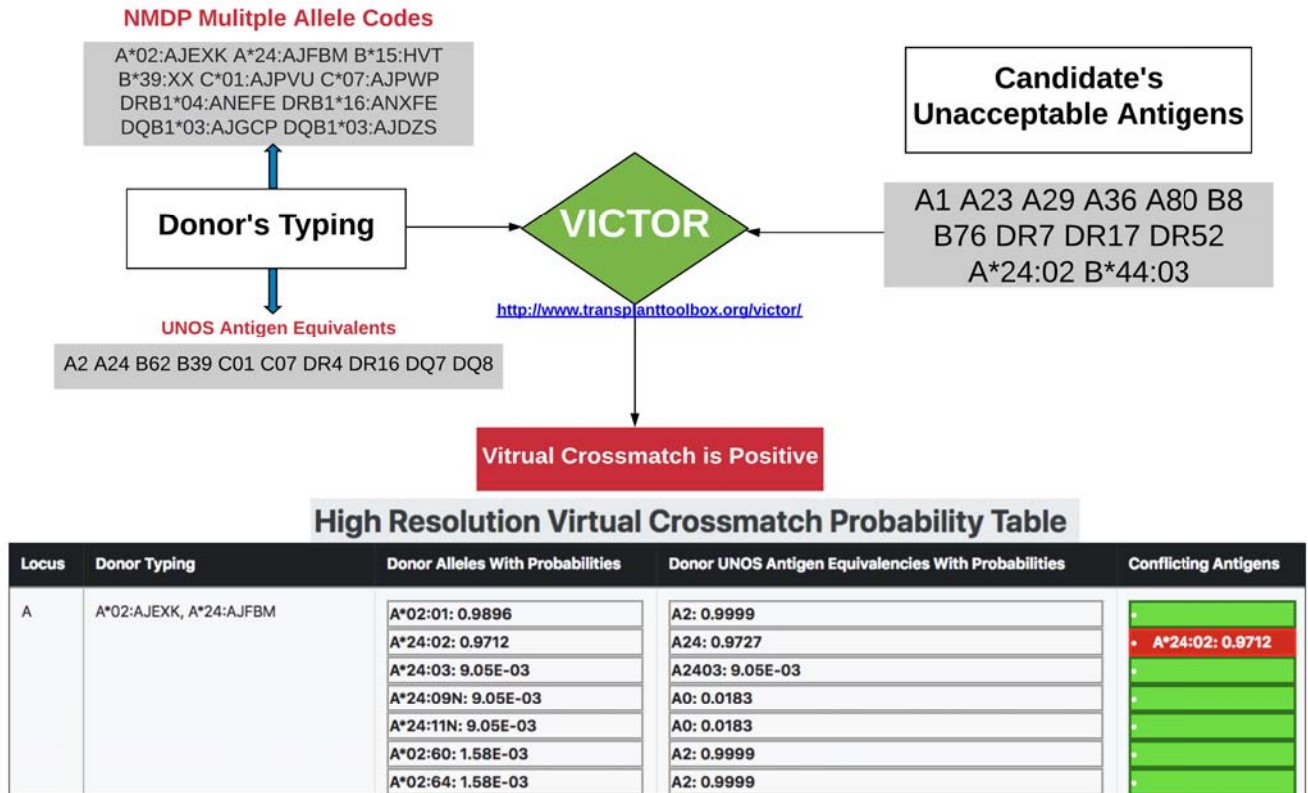 NMDP Mulitple Allele Codes
A*02:AJEXK A*24:AJFBM B*15:HVT
B*39:XX C*01:AJPVU C*07:AJPWP
DRB1*04:ANEFE DRB1*16:ANXFE
DQB1*03:AJGCP DQB1*03:AJDZS
Candidate's
Unacceptable Antigens
Donor's Typing
VICTOR
A1 A23 A29 A36 A80 B8
B76 DR7 DR17 DR52
A*24:02 B*44:03
http://www.transplanttoolbox.org/victor/
UNOS Antigen Equivalents
A2 A24 B62 B39 C01 C07 DR4 DR16 DQ7 DQ8
Vitrual Crossmatch is Positive
High Resolution Virtual Crossmatch Probability Table
Locus Donor Typing Donor Alleles With Probabilities Donor UNOS Antigen Equivalencies With Probabilities Conflicting Antigens
A A*02:AJEXK, A*24:AJFBM A*02:01: 0.9896 A2: 0.9999
A*24:02: 0.9712 A24: 0.9727 A*24:02: 0.9712
A*24:03: 9.05E-03 A2403: 9.05E-03
A*24:09N: 9.05E-03 A0: 0.0183
A*24:11N: 9.05E-03 A0: 0.0183
A*02:60: 1.58E-03 A2: 0.9999
A*02:64: 1.58E-03 A2: 0.9999